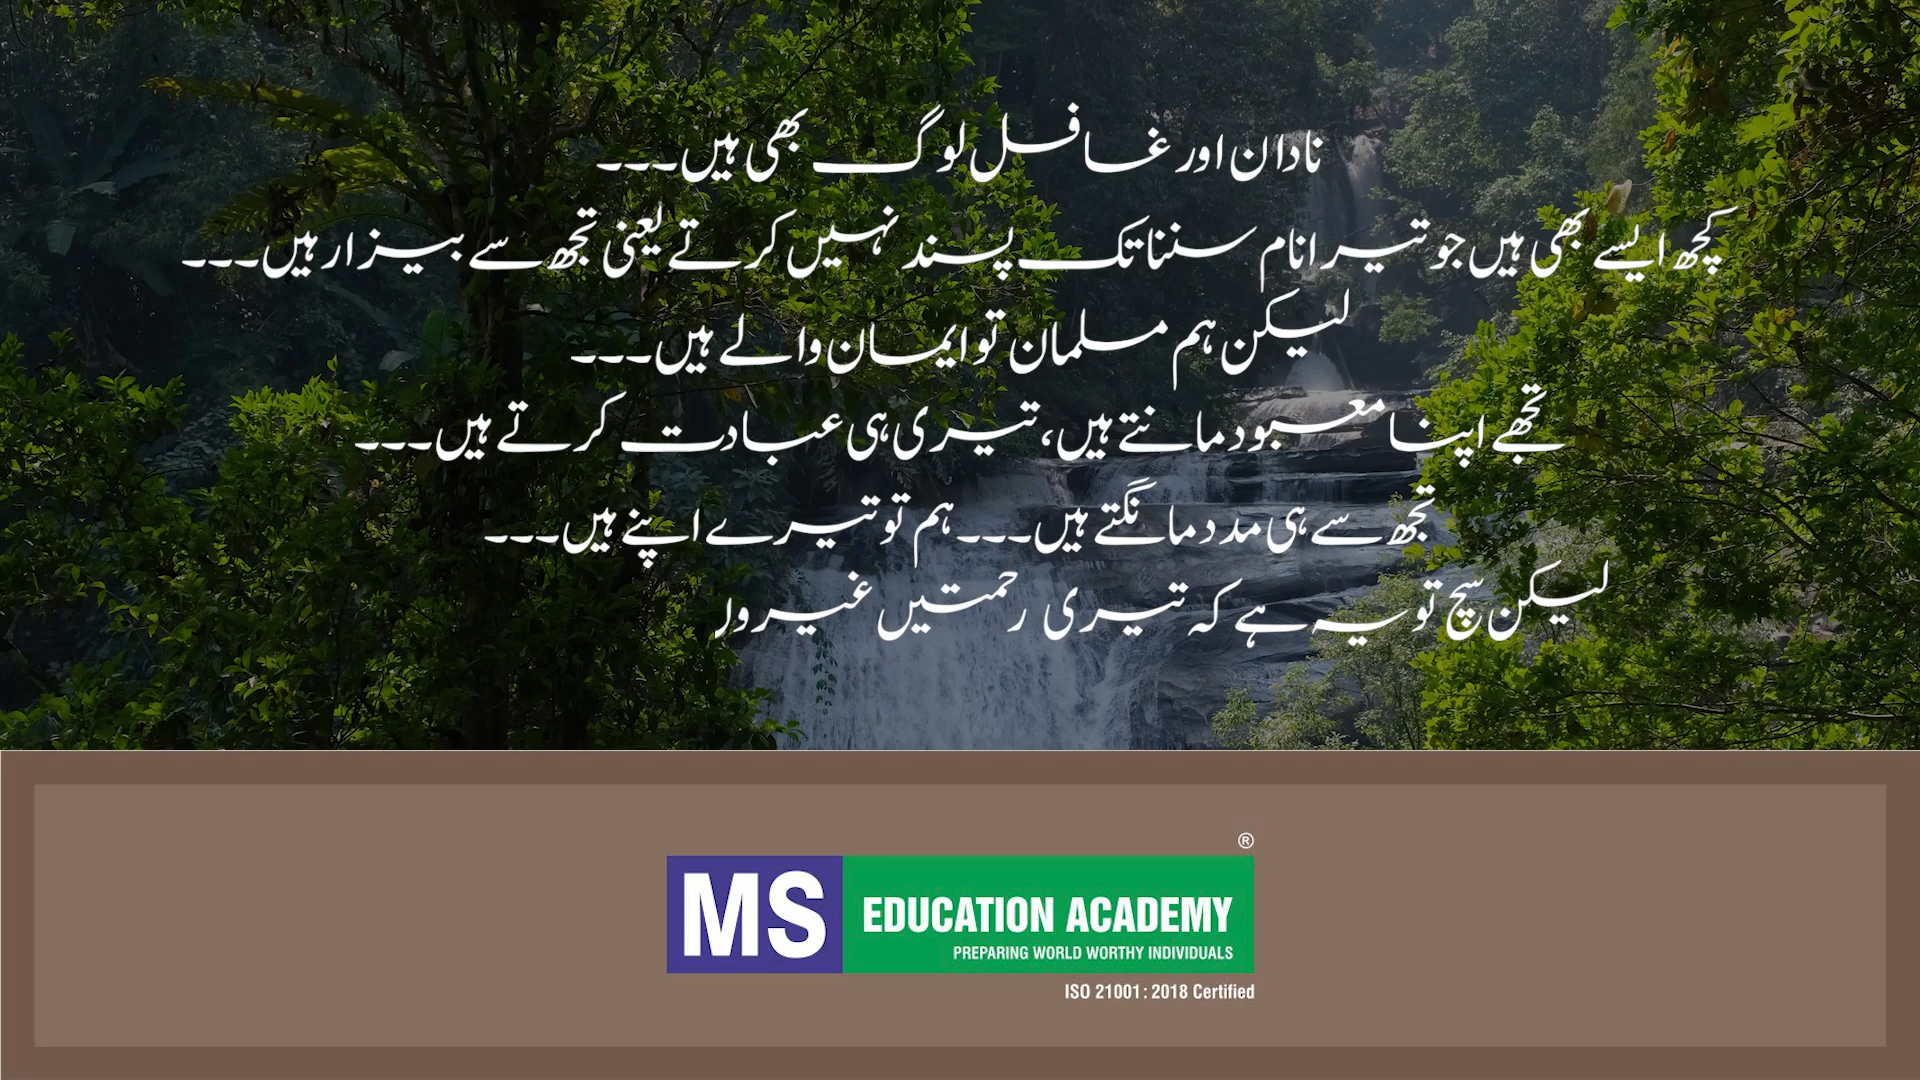 نادان اور غافل لوگ بھی ہیں۔۔۔
کچھ ایسے بھی ہیں جو تیرا نام سننا تک پسند نہیں کرتے یعنی تجھ سے بیزار ہیں۔۔۔
لیکن ہم مسلمان تو ایمان والے ہیں۔۔۔
تجھے اپنا معبود مانتے ہیں، تیری ہی عبادت کرتے ہیں۔۔۔
تجھ سے ہی مدد مانگتے ہیں۔۔۔ ہم تو تیرے اپنے ہیں۔۔۔
لیکن سچ تو یہ ہے کہ تیری رحمتیں غیرو
®
MS EDUCATION ACADEMY
PREPARING WORLD WORTHY INDIVIDUALS
ISO 21001 : 2018 Certified